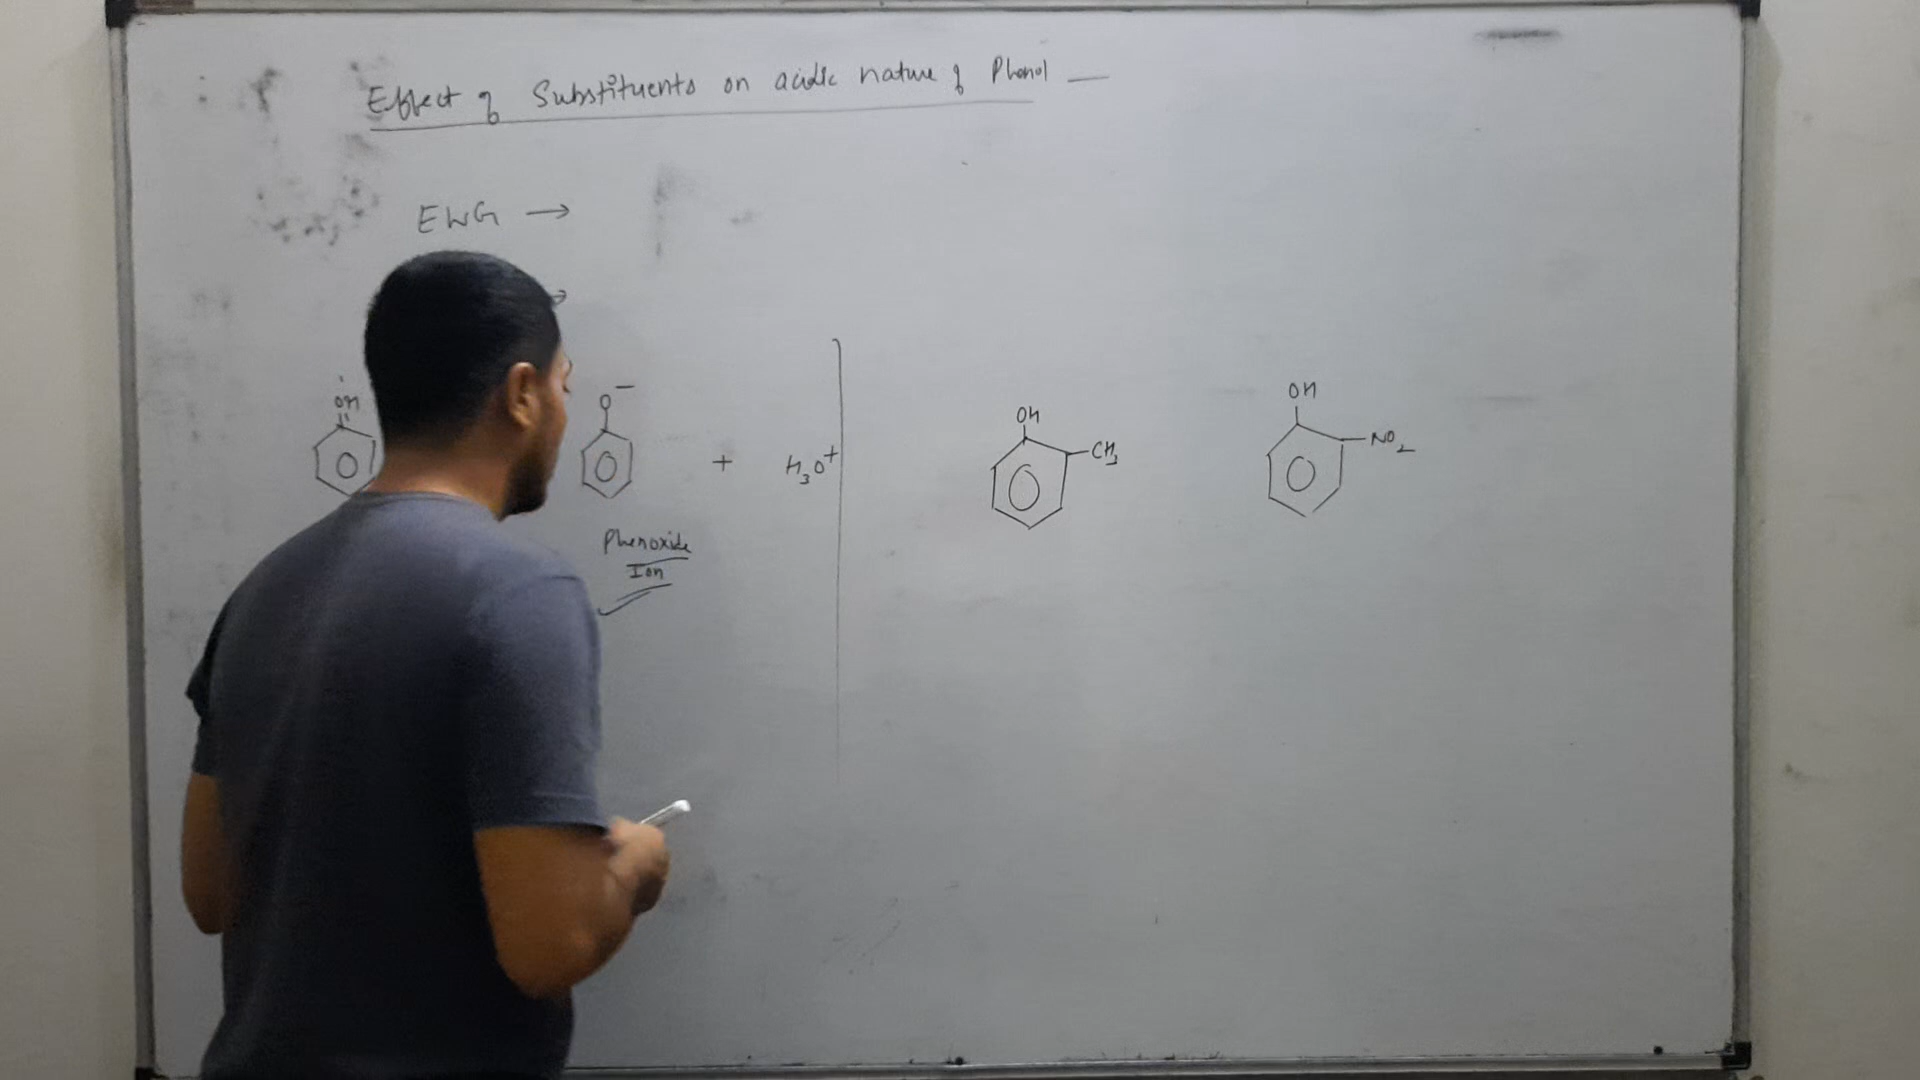 Effect of Substituents on acidic nature of Phenol —
EWG →
→
OH
O⁻
+ H₃O⁺
Phenoxide
Ion
OH
CH₃
OH
NO₂